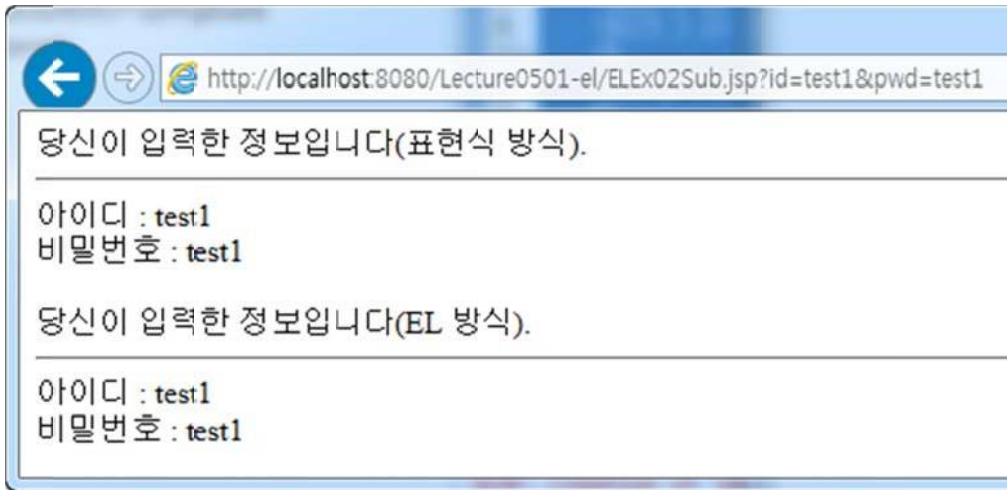 http://localhost:8080/Lecture0501-el/ELEx02Sub.jsp?id=test1&pwd=test1
당신이 입력한 정보입니다(표현식 방식).
아이디 : test1
비밀번호 : test1
당신이 입력한 정보입니다(EL 방식).
아이디 : test1
비밀번호 : test1